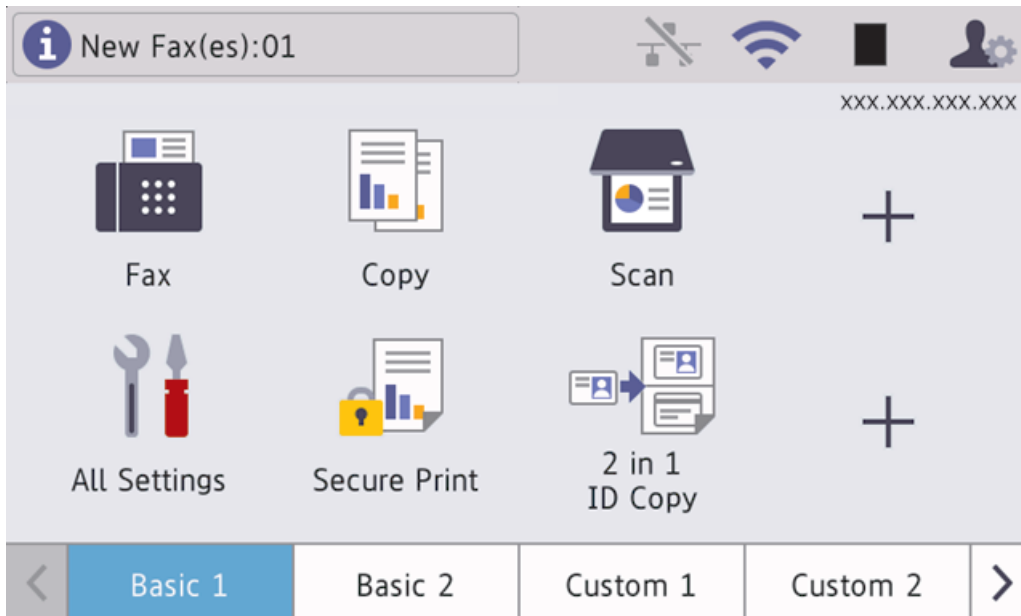 New Fax(es):01
xxx.xxx.xxx.xxx
Fax
Copy
Scan
All Settings
Secure Print
2 in 1
ID Copy
Basic 1
Basic 2
Custom 1
Custom 2